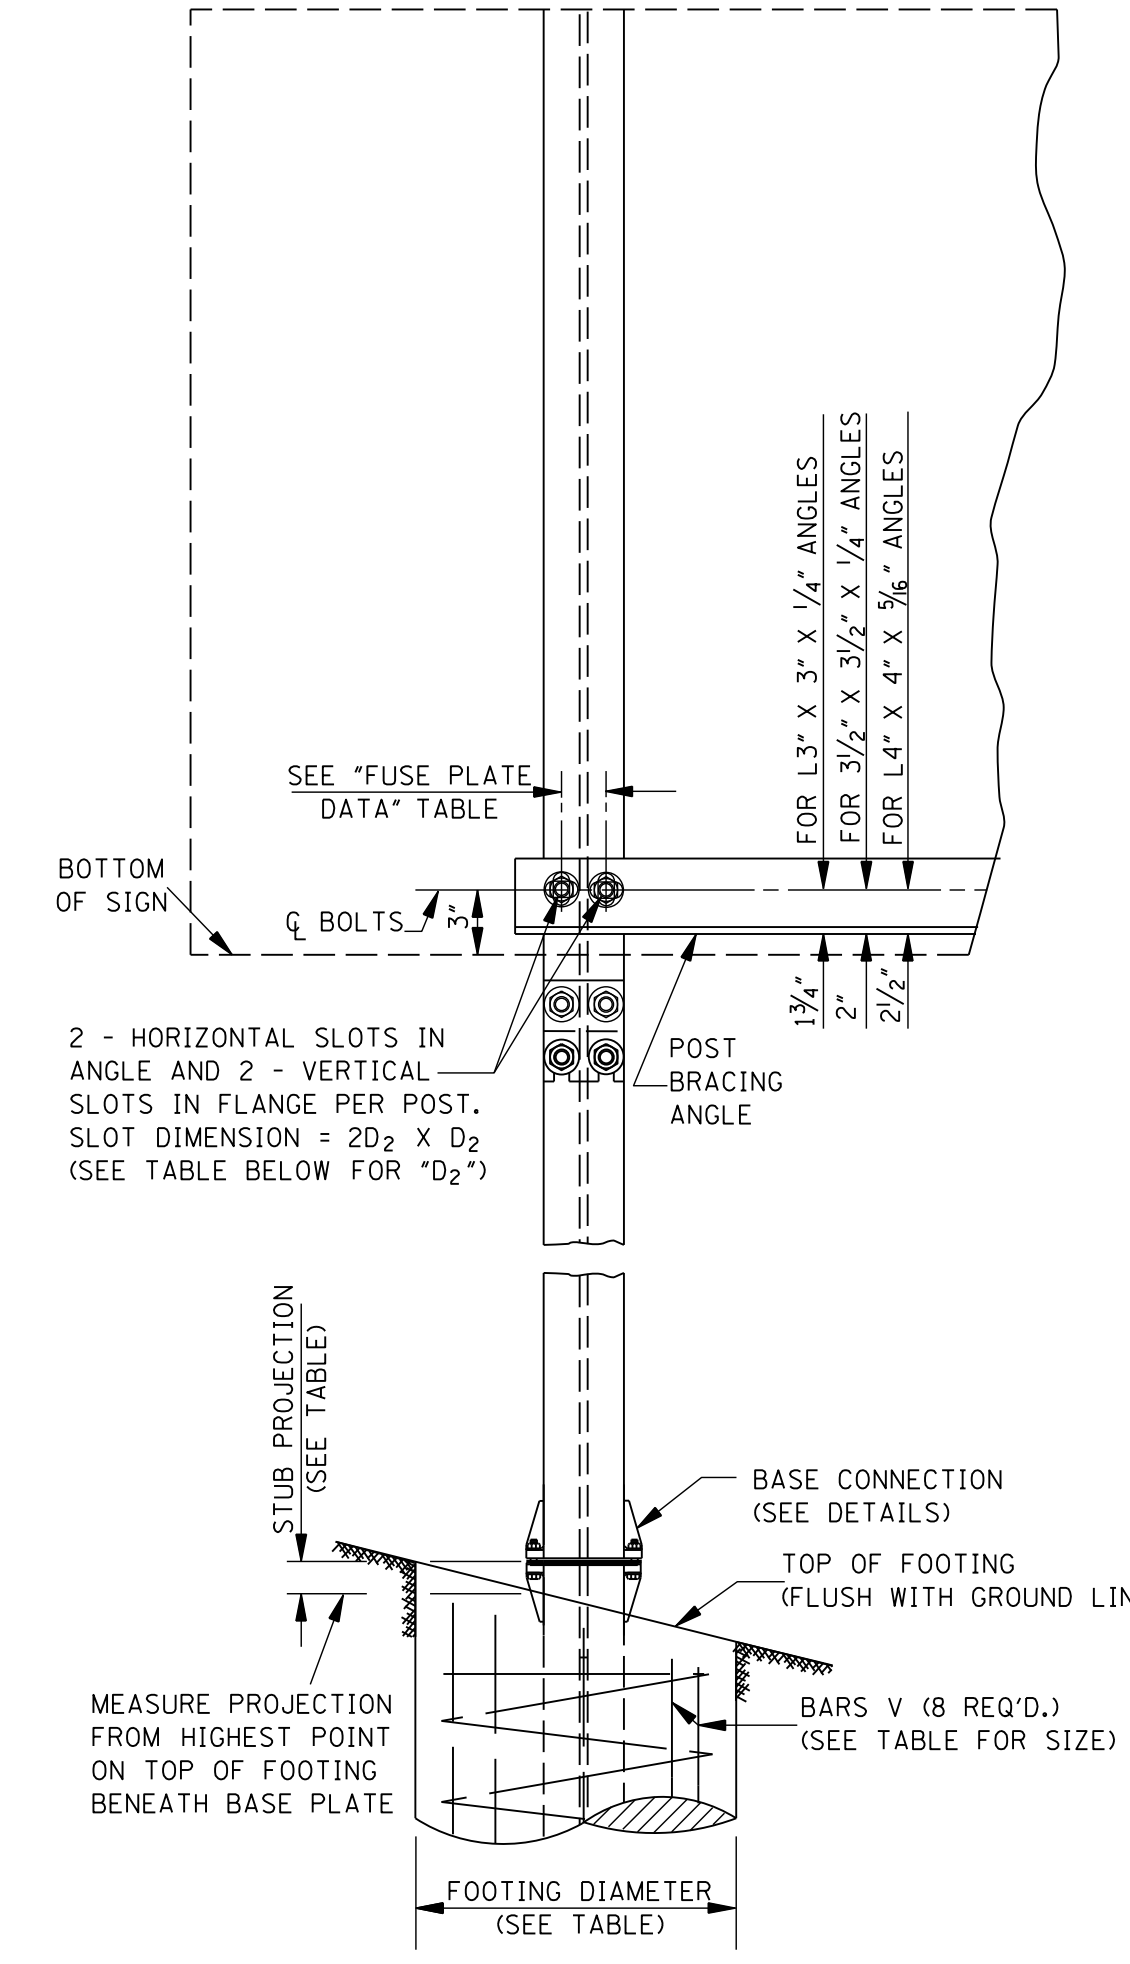 FOR L3" X 3" X 1/4" ANGLES
FOR 3 1/2" X 3 1/2" X 1/4" ANGLES
FOR L4" X 4" X 5/16" ANGLES
SEE "FUSE PLATE
DATA" TABLE
BOTTOM
OF SIGN
℄ BOLTS
3"
1 3/4"
2"
2 1/2"
2 - HORIZONTAL SLOTS IN
ANGLE AND 2 - VERTICAL
SLOTS IN FLANGE PER POST.
SLOT DIMENSION = 2D₂ X D₂
(SEE TABLE BELOW FOR "D₂")
POST
BRACING
ANGLE
STUB PROJECTION
(SEE TABLE)
BASE CONNECTION
(SEE DETAILS)
TOP OF FOOTING
(FLUSH WITH GROUND LIN
MEASURE PROJECTION
FROM HIGHEST POINT
ON TOP OF FOOTING
BENEATH BASE PLATE
BARS V (8 REQ'D.)
(SEE TABLE FOR SIZE)
FOOTING DIAMETER
(SEE TABLE)